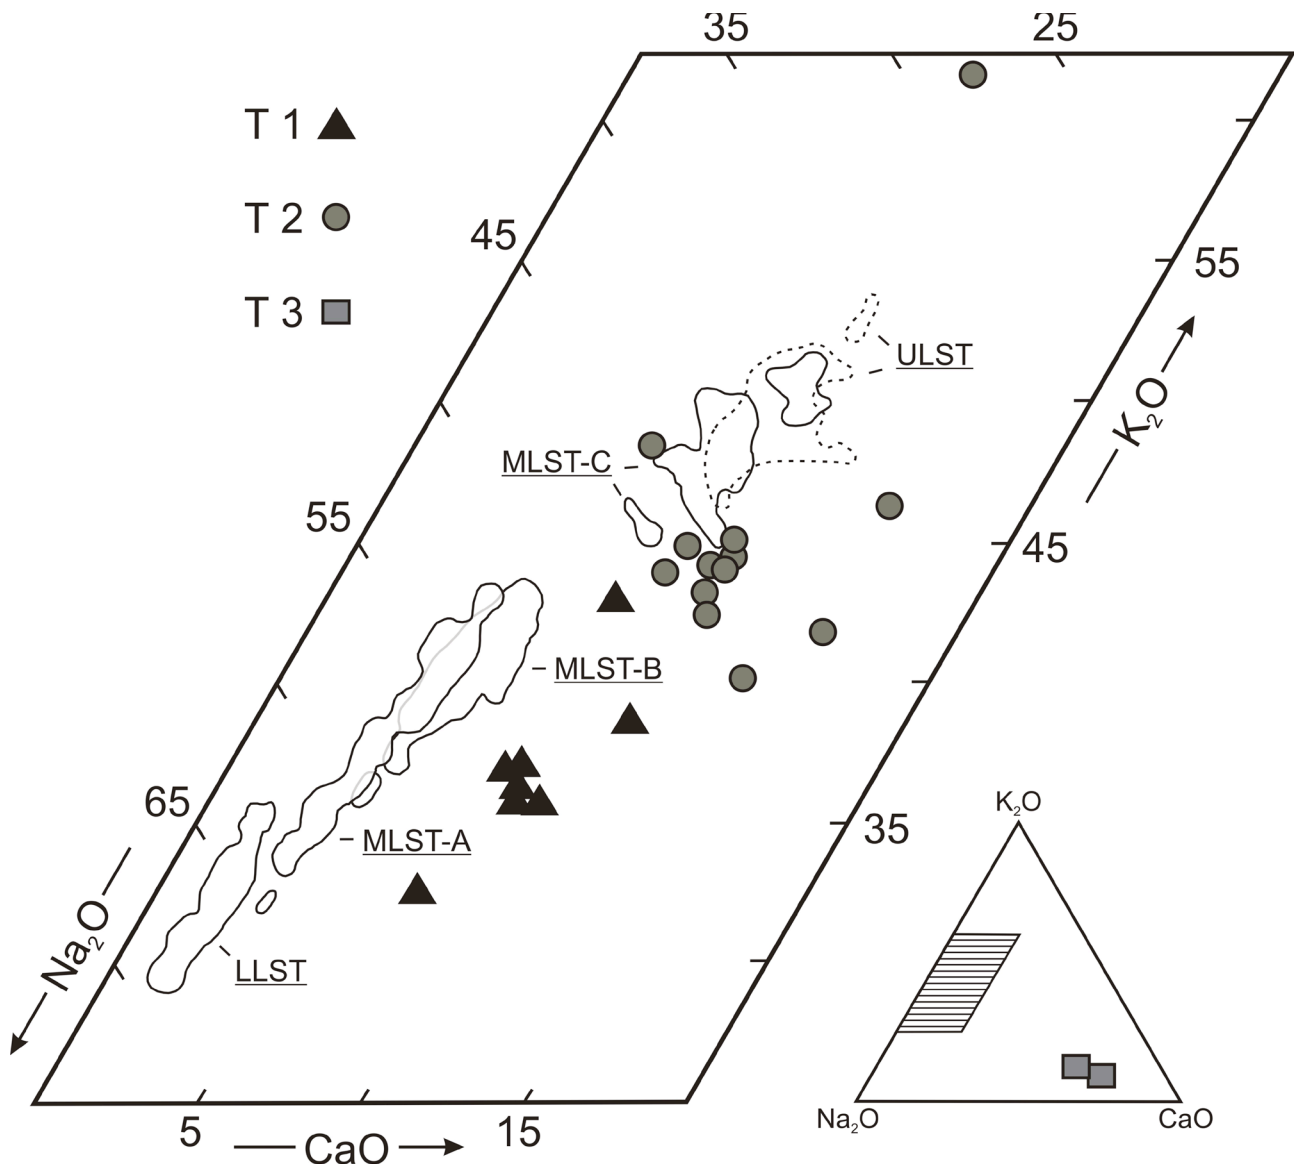 35
25
T 1
T 2
45
55
T 3
ULST
K₂O
MLST-C
55
45
MLST-B
65
K₂O
35
MLST-A
Na₂O
LLST
Na₂O
CaO
5
15
CaO